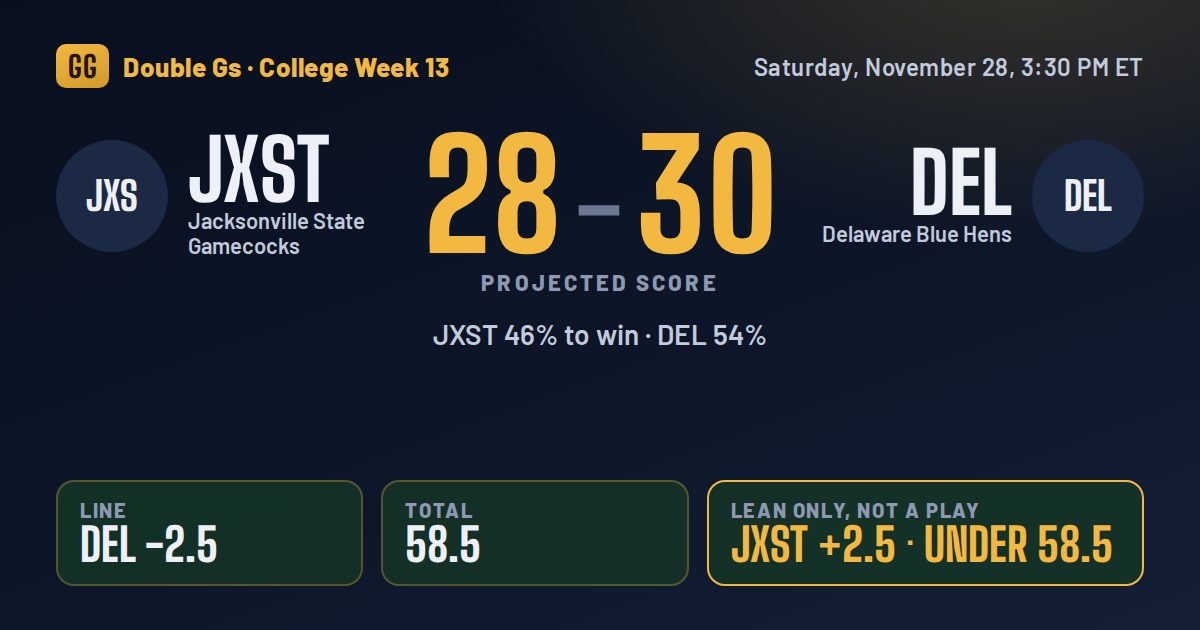 GG
Double Gs · College Week 13
Saturday, November 28, 3:30 PM ET
JXS
JXST
Jacksonville State
Gamecocks
28 – 30
PROJECTED SCORE
JXST 46% to win · DEL 54%
DEL
Delaware Blue Hens
DEL
LINE
DEL −2.5
TOTAL
58.5
LEAN ONLY, NOT A PLAY
JXST +2.5 · UNDER 58.5